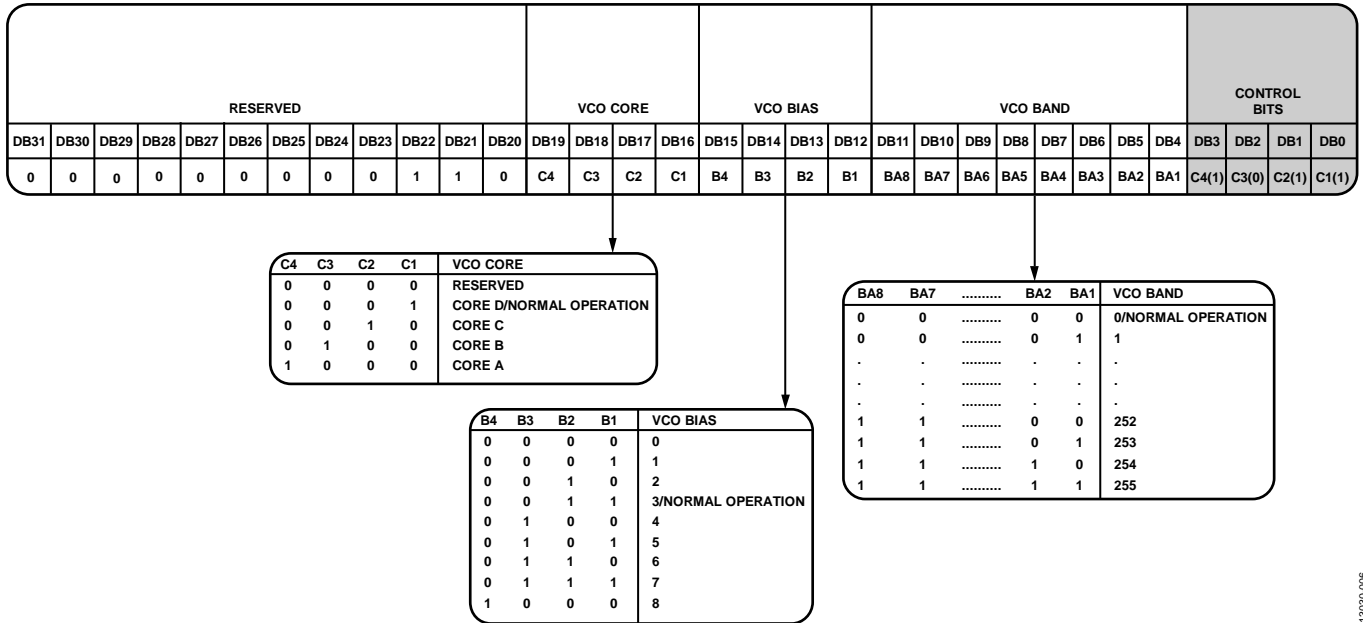 RESERVED VCO CORE VCO BIAS VCO BAND CONTROL BITS
DB31 DB30 DB29 DB28 DB27 DB26 DB25 DB24 DB23 DB22 DB21 DB20 DB19 DB18 DB17 DB16 DB15 DB14 DB13 DB12 DB11 DB10 DB9 DB8 DB7 DB6 DB5 DB4 DB3 DB2 DB1 DB0
0 0 0 0 0 0 0 0 0 1 1 0 C4 C3 C2 C1 B4 B3 B2 B1 BA8 BA7 BA6 BA5 BA4 BA3 BA2 BA1 C4(1) C3(0) C2(1) C1(1)
C4 C3 C2 C1 VCO CORE
0 0 0 0 RESERVED
0 0 0 1 CORE D/NORMAL OPERATION
0 0 1 0 CORE C
0 1 0 0 CORE B
1 0 0 0 CORE A
BA8 BA7 .......... BA2 BA1 VCO BAND
0 0 .......... 0 0 0/NORMAL OPERATION
0 0 .......... 0 1 1
. . .......... . . .
. . .......... . . .
. . .......... . . .
1 1 .......... 0 0 252
1 1 .......... 0 1 253
1 1 .......... 1 0 254
1 1 .......... 1 1 255
B4 B3 B2 B1 VCO BIAS
0 0 0 0 0
0 0 0 1 1
0 0 1 0 2
0 0 1 1 3/NORMAL OPERATION
0 1 0 0 4
0 1 0 1 5
0 1 1 0 6
0 1 1 1 7
1 0 0 0 8